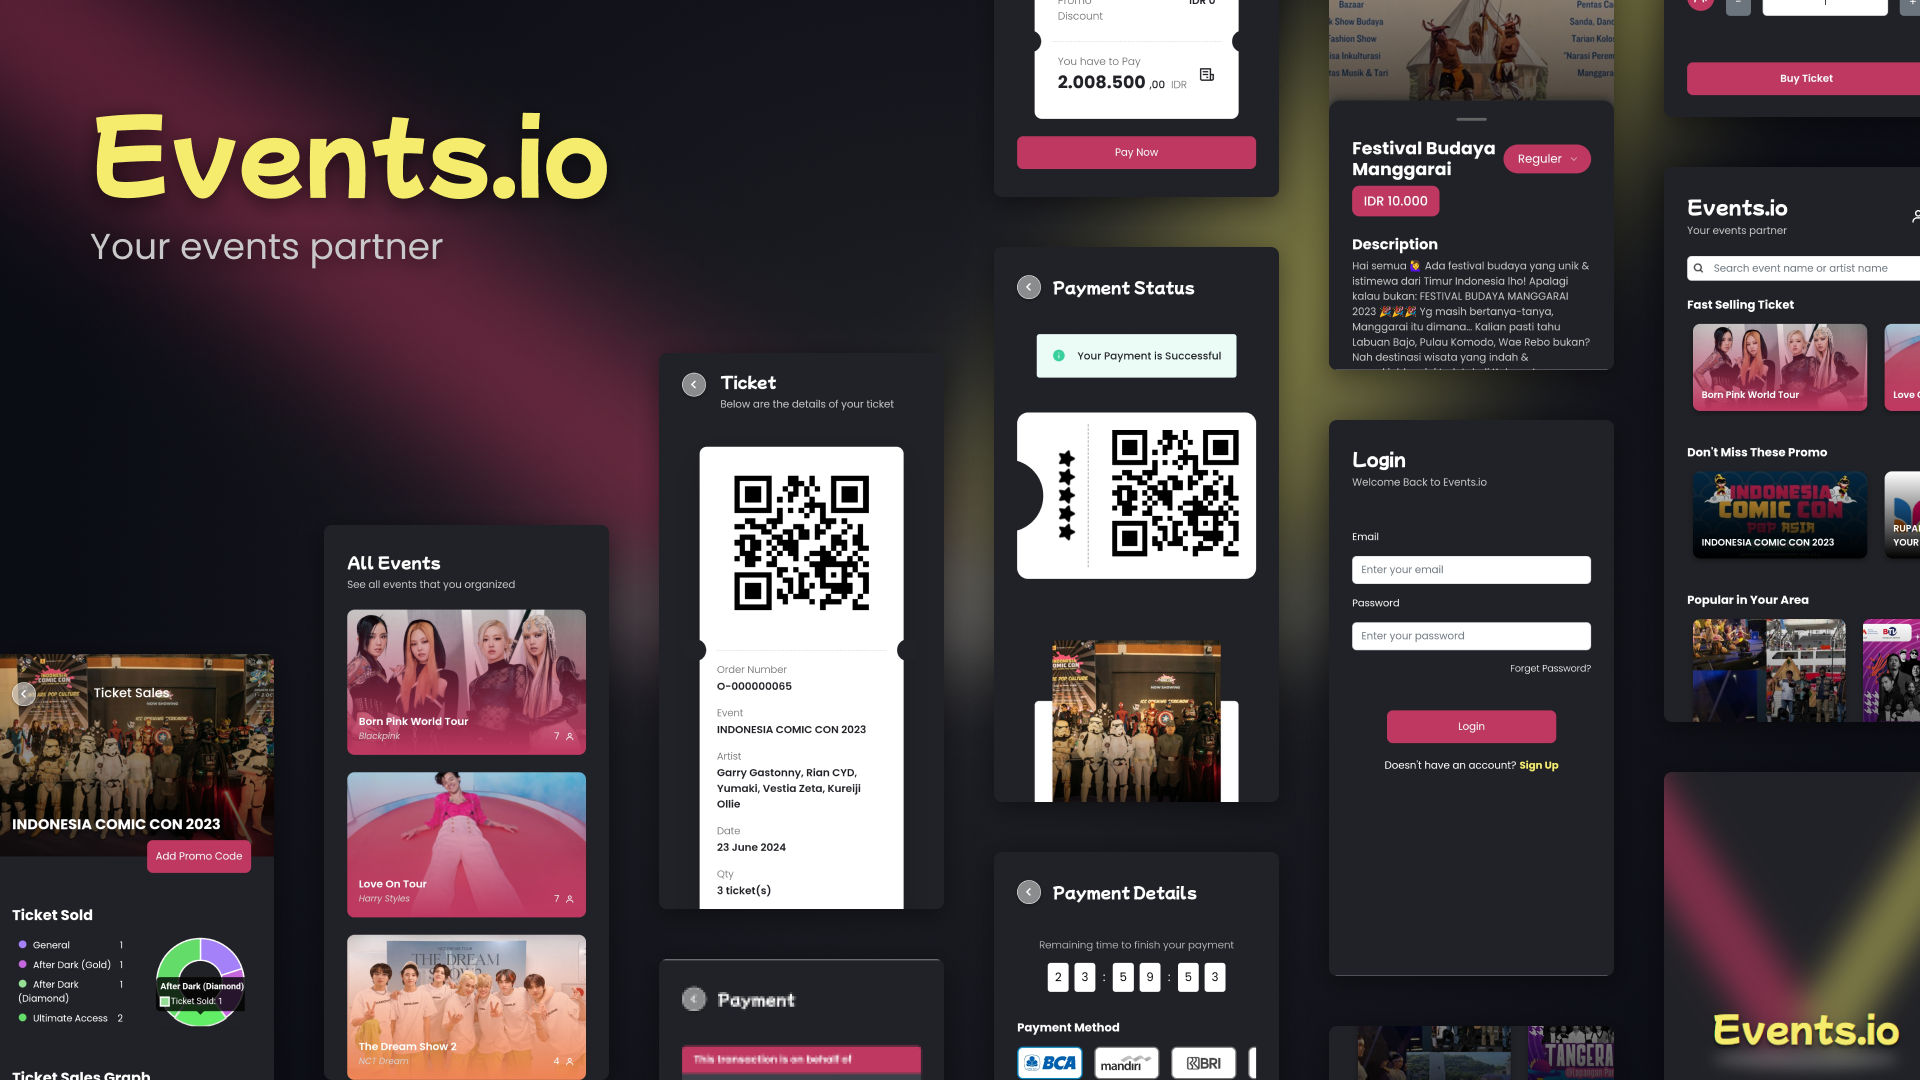 Events.io
Your events partner
Ticket Sales
INDONESIA COMIC CON 2023
Add Promo Code
Ticket Sold
General 1
After Dark (Gold) 1
After Dark (Diamond) 1
Ultimate Access 2
After Dark (Diamond)
Ticket Sold: 1
Ticket Sales Graph
All Events
See all events that you organized
Born Pink World Tour
Blackpink
7
Love On Tour
Harry Styles
7
THE DREAM
The Dream Show 2
NCT Dream
4
Ticket
Below are the details of your ticket
Order Number
O-000000065
Event
INDONESIA COMIC CON 2023
Artist
Garry Gastonny, Rian CYD,
Yumaki, Vestia Zeta, Kureiji
Ollie
Date
23 June 2024
Qty
3 ticket(s)
Payment
This transaction is on behalf of
Promo
Discount
IDR 0
You have to Pay
2.008.500 ,00 IDR
Pay Now
Payment Status
Your Payment is Successful
Payment Details
Remaining time to finish your payment
2 3 : 5 9 : 5 3
Payment Method
BCA
mandiri
BRI
Bazaar
Show Budaya
Fashion Show
Musik & Tari
Tarian
Manggara
Festival Budaya
Manggarai
Reguler
IDR 10.000
Description
Hai semua 🙋‍♀️ Ada festival budaya yang unik &
istimewa dari Timur Indonesia lho! Apalagi
kalau bukan: FESTIVAL BUDAYA MANGGARAI
2023 🎉🎉🎉 Yg masih bertanya-tanya,
Manggarai itu dimana… Kalian pasti tahu
Labuan Bajo, Pulau Komodo, Wae Rebo bukan?
Nah destinasi wisata yang indah &
Login
Welcome Back to Events.io
Email
Enter your email
Password
Enter your password
Forget Password?
Login
Doesn't have an account? Sign Up
TANGERA
- 1 +
Buy Ticket
Events.io
Your events partner
Search event name or artist name
Fast Selling Ticket
Born Pink World Tour
Love
Don't Miss These Promo
INDONESIA
COMIC CON
POP ASIA
INDONESIA COMIC CON 2023
RUPA
YOUR
Popular in Your Area
Events.io